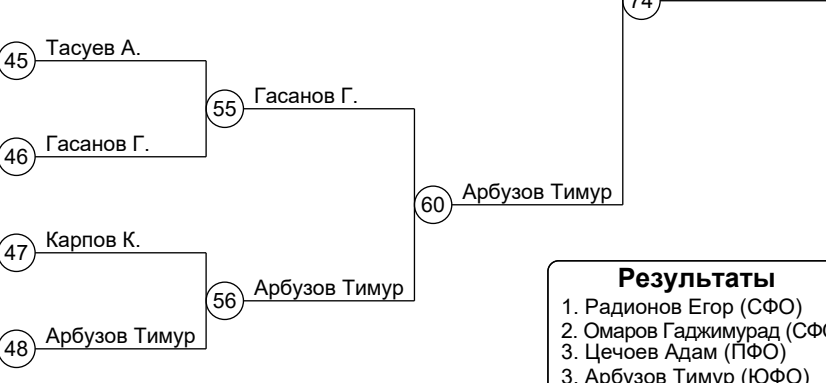 74
45 Тасуев А.
55 Гасанов Г.
46 Гасанов Г.
60 Арбузов Тимур
47 Карпов К.
56 Арбузов Тимур
48 Арбузов Тимур
Результаты
1. Радионов Егор (СФО)
2. Омаров Гаджимурад (СФО
3. Цечоев Адам (ПФО)
3. Арбузов Тимур (ЮФО)